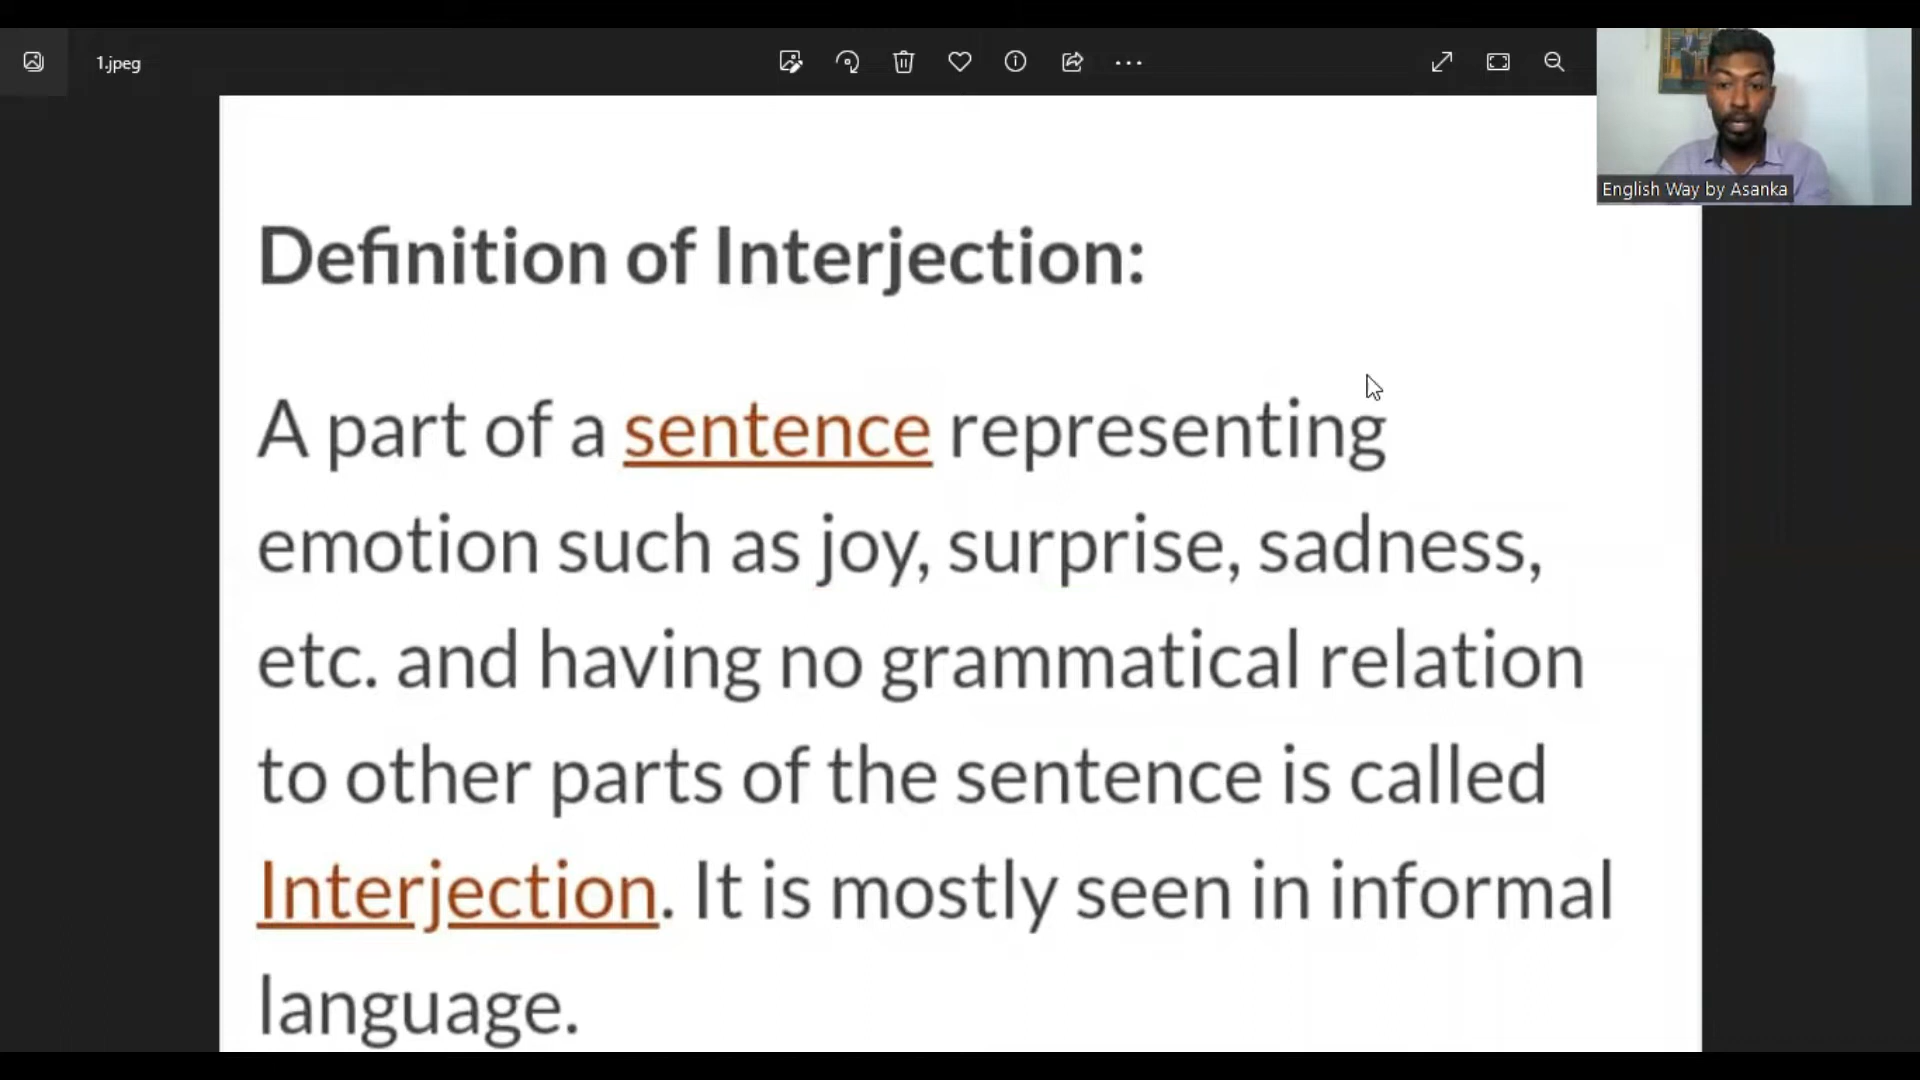 1.jpeg
English Way by Asanka
Definition of Interjection:
A part of a sentence representing
emotion such as joy, surprise, sadness,
etc. and having no grammatical relation
to other parts of the sentence is called
Interjection. It is mostly seen in informal
language.